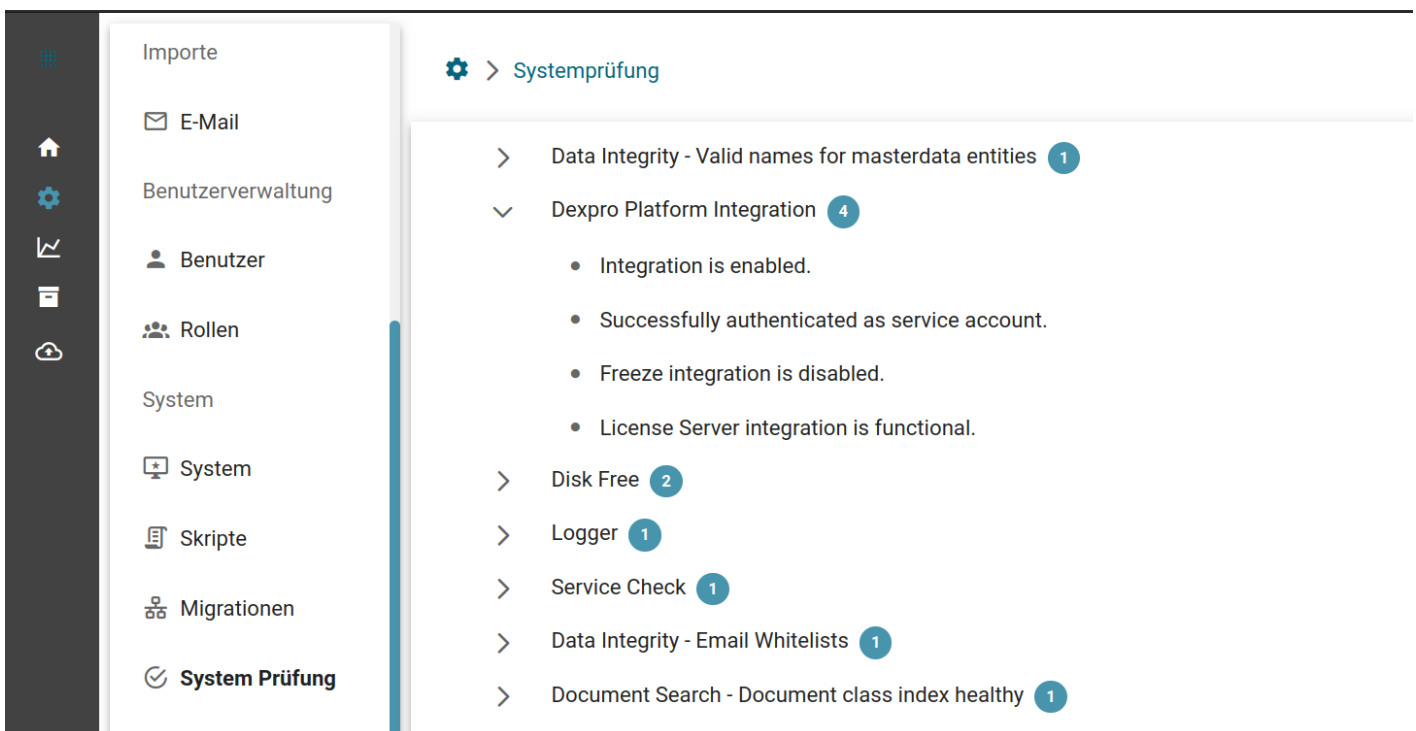 Importe
E-Mail
Benutzerverwaltung
Benutzer
Rollen
System
System
Skripte
Migrationen
System Prüfung
Systemprüfung
Data Integrity - Valid names for masterdata entities 1
Dexpro Platform Integration 4
Integration is enabled.
Successfully authenticated as service account.
Freeze integration is disabled.
License Server integration is functional.
Disk Free 2
Logger 1
Service Check 1
Data Integrity - Email Whitelists 1
Document Search - Document class index healthy 1